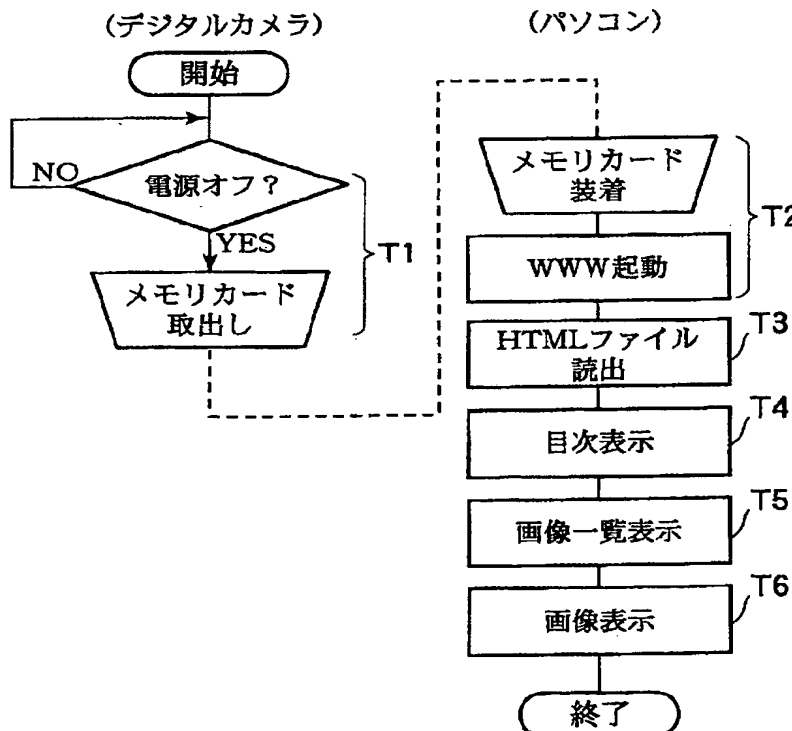 (デジタルカメラ)
開始
NO
電源オフ?
YES
メモリカード
取出し
T1
(パソコン)
メモリカード
装着
WWW起動
T2
HTMLファイル
読出
T3
目次表示
T4
画像一覧表示
T5
画像表示
T6
終了